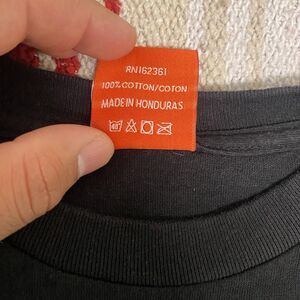 RN162361
100% COTTON/COTON
MADE IN HONDURAS